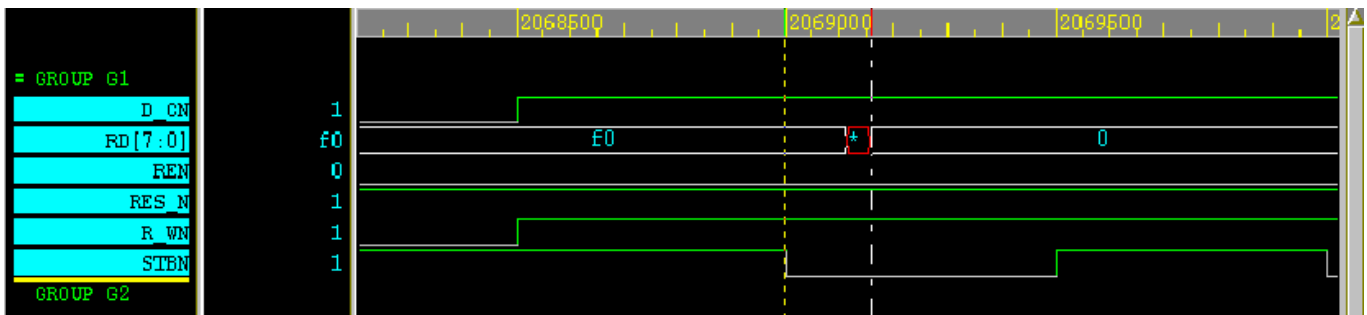 2068500 2069000 2069500 2
= GROUP G1
D_CN 1
RD[7:0] f0 f0 * 0
REN 0
RES_N 1
R_WN 1
STBN 1
GROUP G2